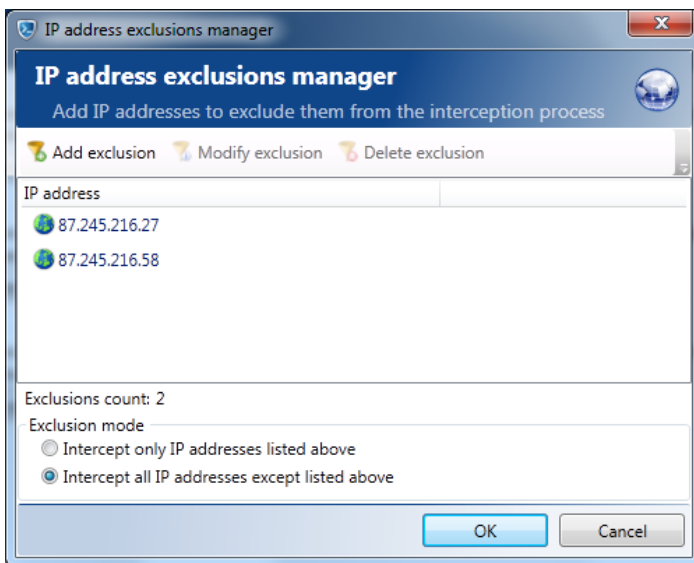 IP address exclusions manager
IP address exclusions manager
Add IP addresses to exclude them from the interception process
Add exclusion Modify exclusion Delete exclusion
IP address
87.245.216.27
87.245.216.58
Exclusions count: 2
Exclusion mode
Intercept only IP addresses listed above
Intercept all IP addresses except listed above
OK Cancel